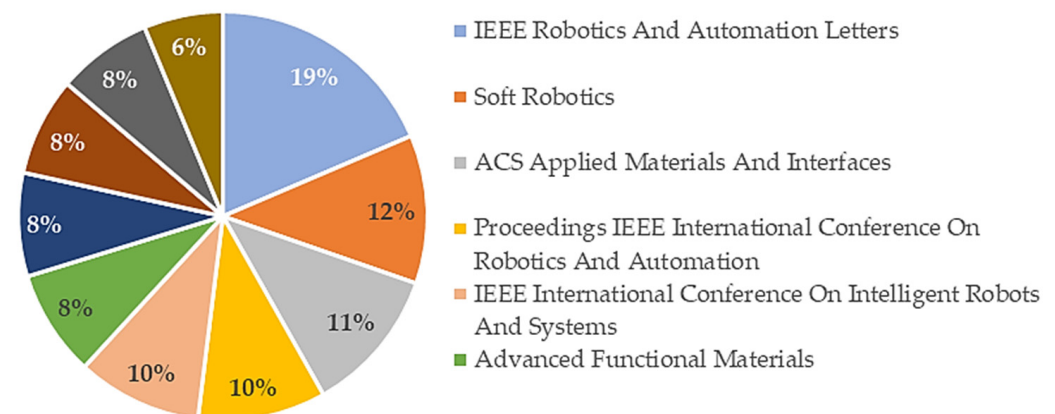 6%
19%
8%
8%
12%
8%
8%
11%
10%
10%
IEEE Robotics And Automation Letters
Soft Robotics
ACS Applied Materials And Interfaces
Proceedings IEEE International Conference On
Robotics And Automation
IEEE International Conference On Intelligent Robots
And Systems
Advanced Functional Materials